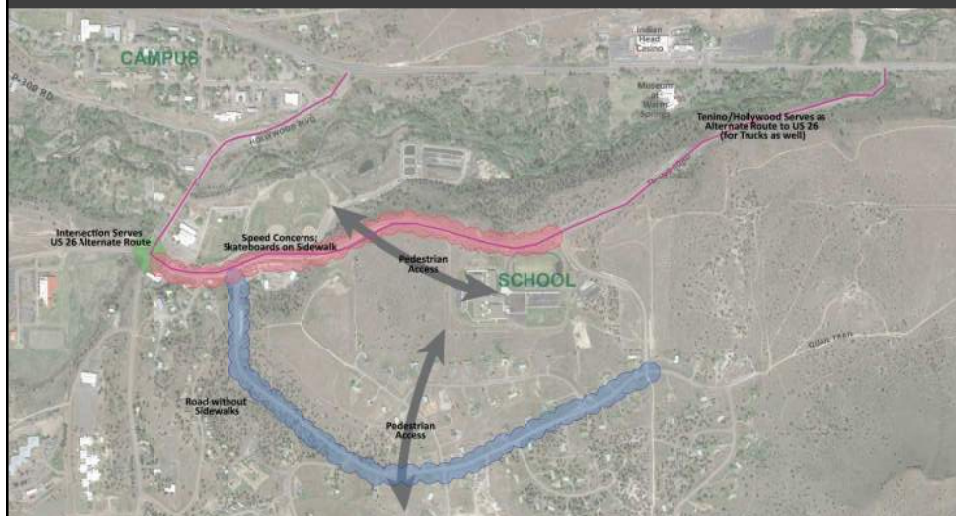 CAMPUS
Indian
Head
Casino
P-300 RD
Museum
at
Warm
Springs
Tenino/Hollywood Serves as
Alternate Route to US 26
(for Trucks as well)
Intersection Serves
US 26 Alternate Route
Speed Concerns;
Skateboards on Sidewalk
Pedestrian
Access
SCHOOL
Road without
Sidewalks
Pedestrian
Access